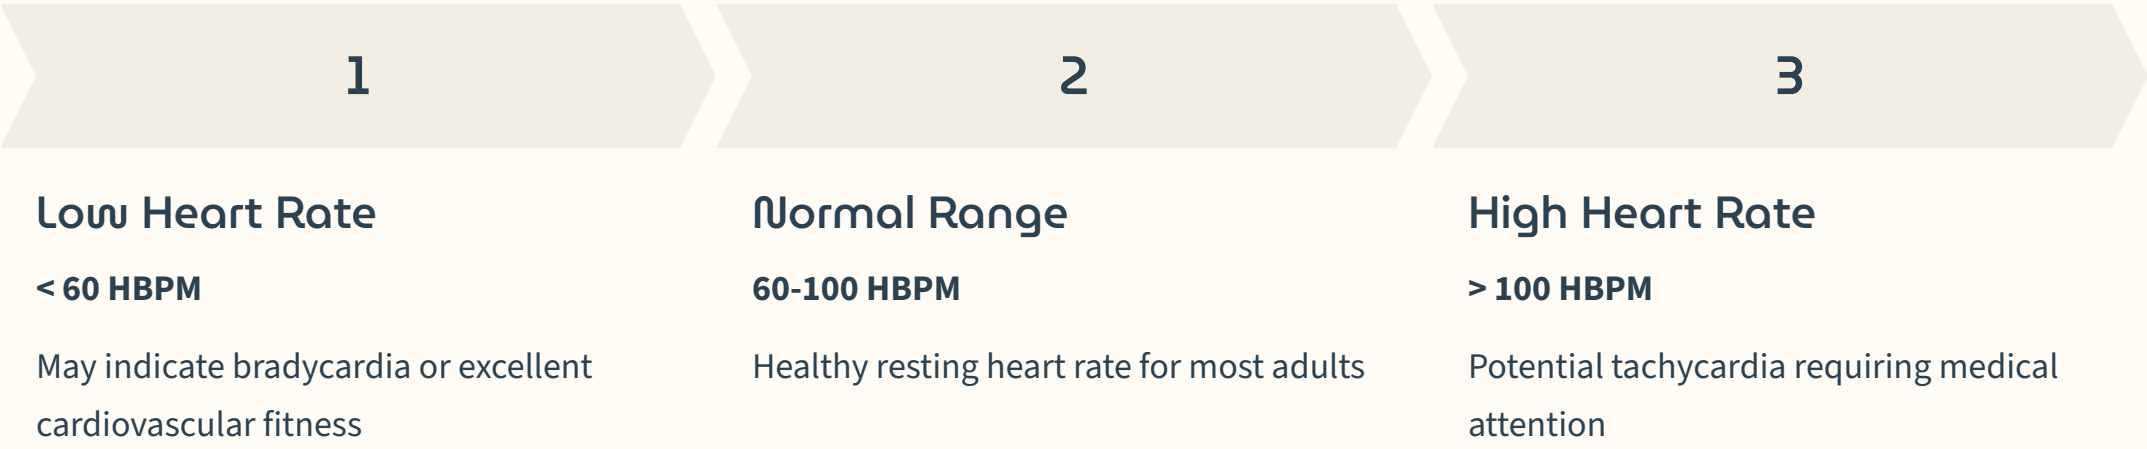 1
Low Heart Rate
< 60 HBPM
May indicate bradycardia or excellent
cardiovascular fitness
2
Normal Range
60-100 HBPM
Healthy resting heart rate for most adults
3
High Heart Rate
> 100 HBPM
Potential tachycardia requiring medical
attention